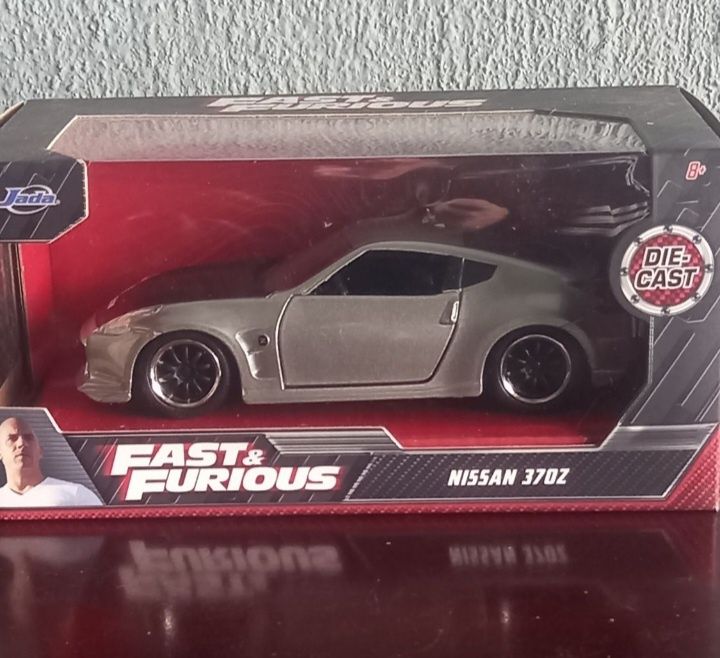 FAST &
FURIOUS
Jada
8+
DIE-
CAST
FAST &
FURIOUS
NISSAN 370Z